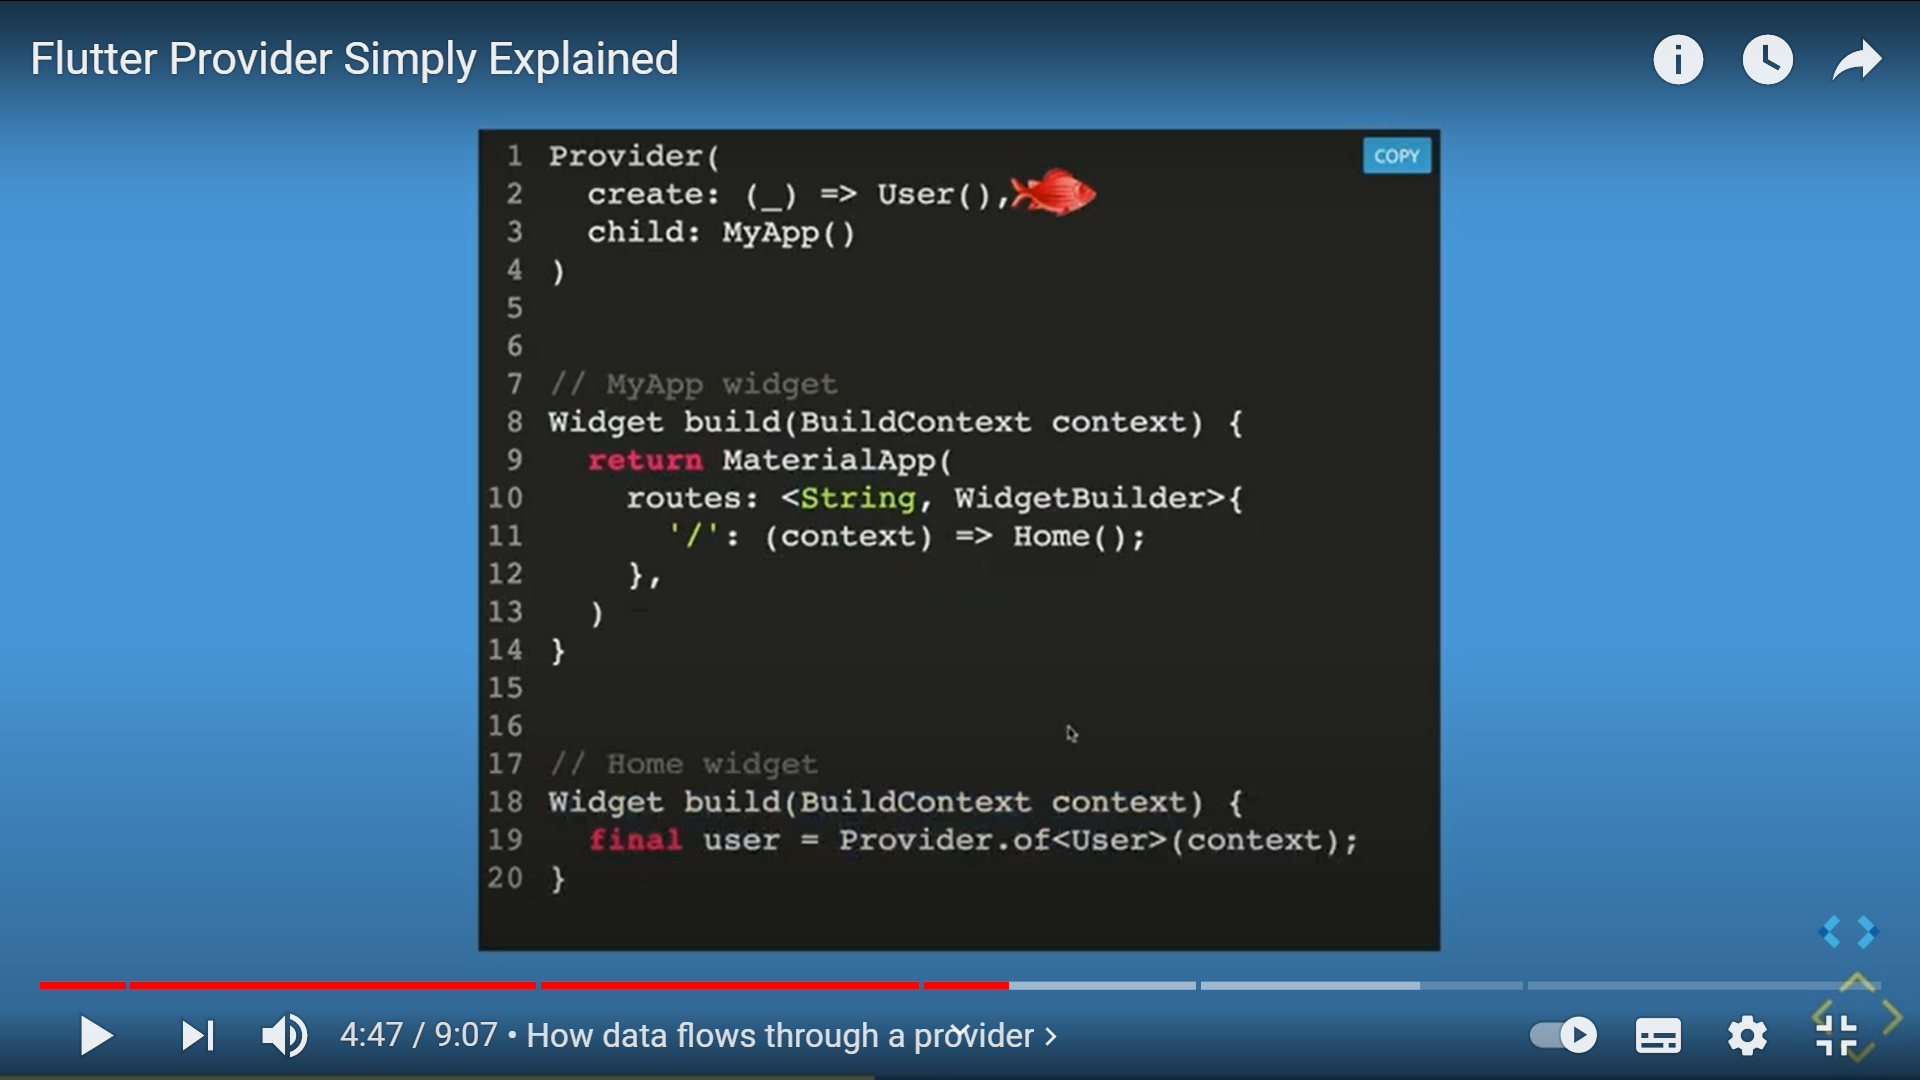 Flutter Provider Simply Explained
COPY
1 Provider(
2   create: (_) => User(),
3   child: MyApp()
4 )
5
6
7 // MyApp widget
8 Widget build(BuildContext context) {
9   return MaterialApp(
10     routes: <String, WidgetBuilder>{
11       '/': (context) => Home();
12     },
13   )
14 }
15
16
17 // Home widget
18 Widget build(BuildContext context) {
19   final user = Provider.of<User>(context);
20 }
4:47 / 9:07 • How data flows through a provider >